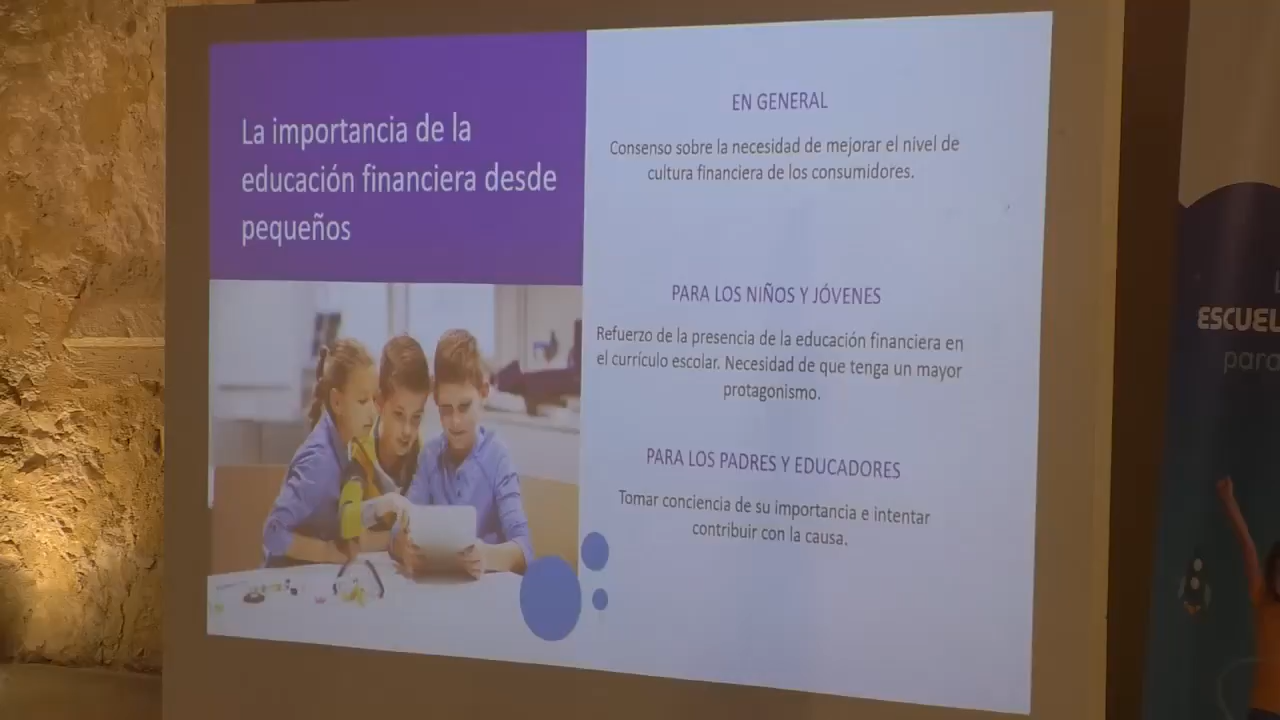 La importancia de la
educación financiera desde
pequeños
EN GENERAL
Consenso sobre la necesidad de mejorar el nivel de
cultura financiera de los consumidores.
PARA LOS NIÑOS Y JÓVENES
Refuerzo de la presencia de la educación financiera en
el currículo escolar. Necesidad de que tenga un mayor
protagonismo.
PARA LOS PADRES Y EDUCADORES
Tomar conciencia de su importancia e intentar
contribuir con la causa.
ESCUEL
para